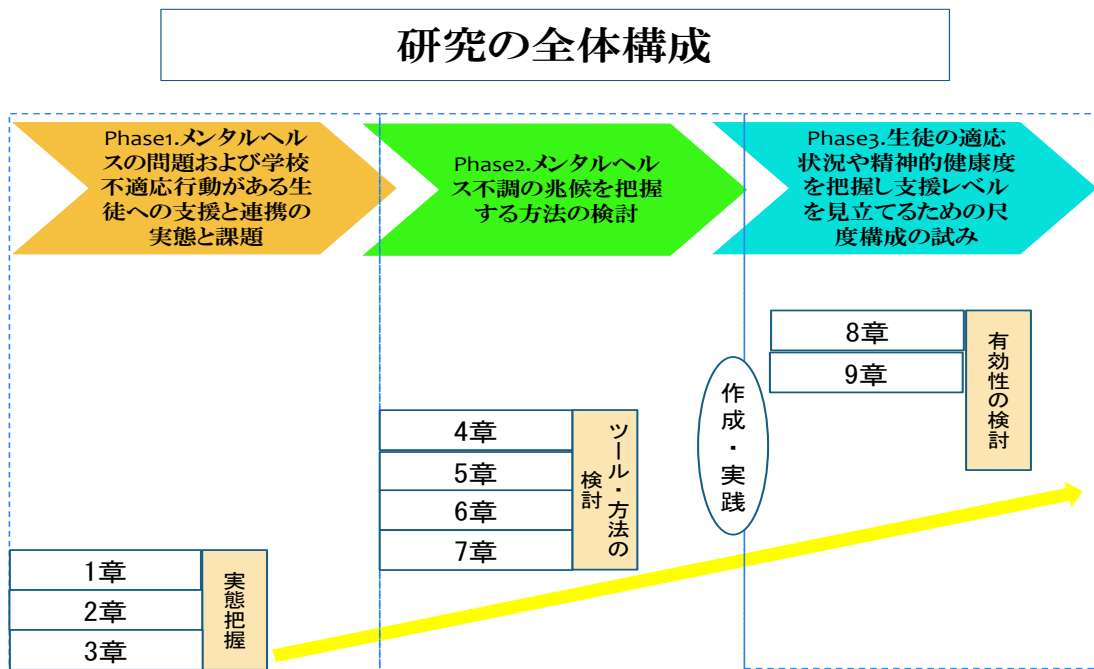 研究の全体構成
Phase1.メンタルヘル
スの問題および学校
不適応行動がある生
徒への支援と連携の
実態と課題
Phase2.メンタルヘル
ス不調の兆候を把握
する方法の検討
Phase3.生徒の適応
状況や精神的健康度
を把握し支援レベル
を見立てるための尺
度構成の試み
1章
2章
3章
実態把握
4章
5章
6章
7章
ツール・方法の
検討
作成・実践
8章
9章
有効性の検討